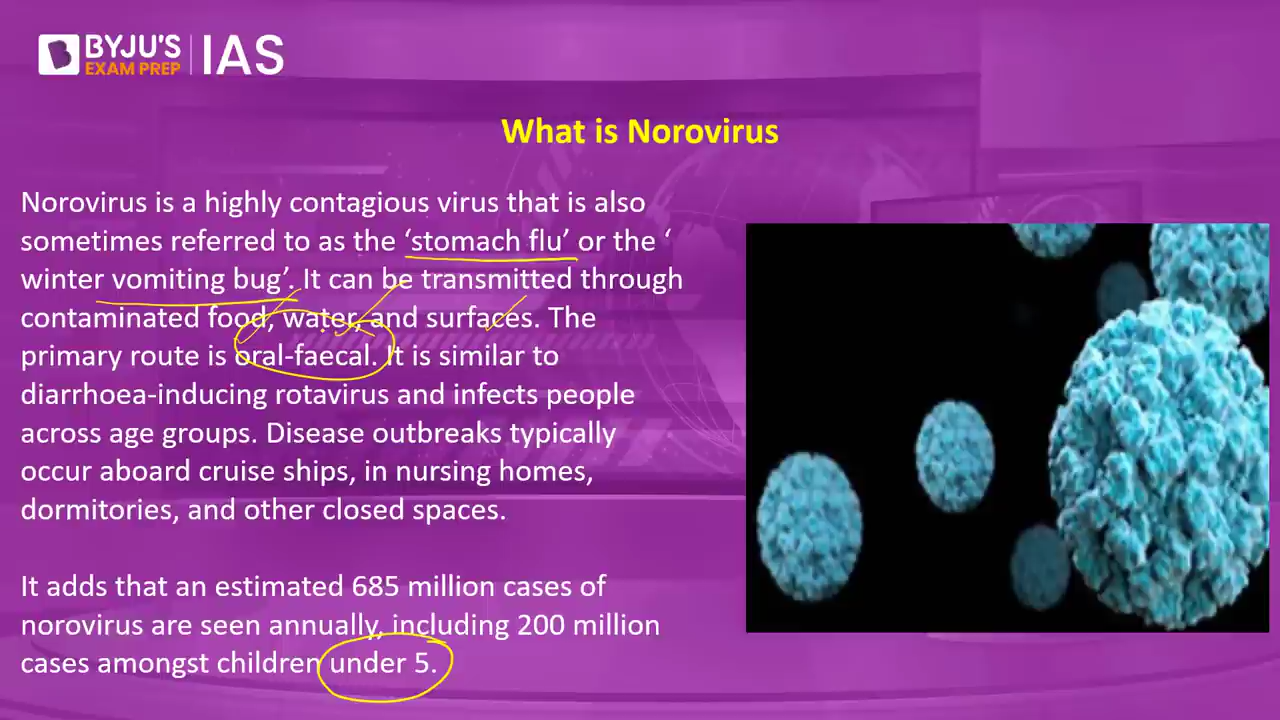 BYJU'S
EXAM PREP
IAS
What is Norovirus
Norovirus is a highly contagious virus that is also
sometimes referred to as the ‘stomach flu’ or the ‘
winter vomiting bug’. It can be transmitted through
contaminated food, water, and surfaces. The
primary route is oral-faecal. It is similar to
diarrhoea-inducing rotavirus and infects people
across age groups. Disease outbreaks typically
occur aboard cruise ships, in nursing homes,
dormitories, and other closed spaces.
It adds that an estimated 685 million cases of
norovirus are seen annually, including 200 million
cases amongst children under 5.